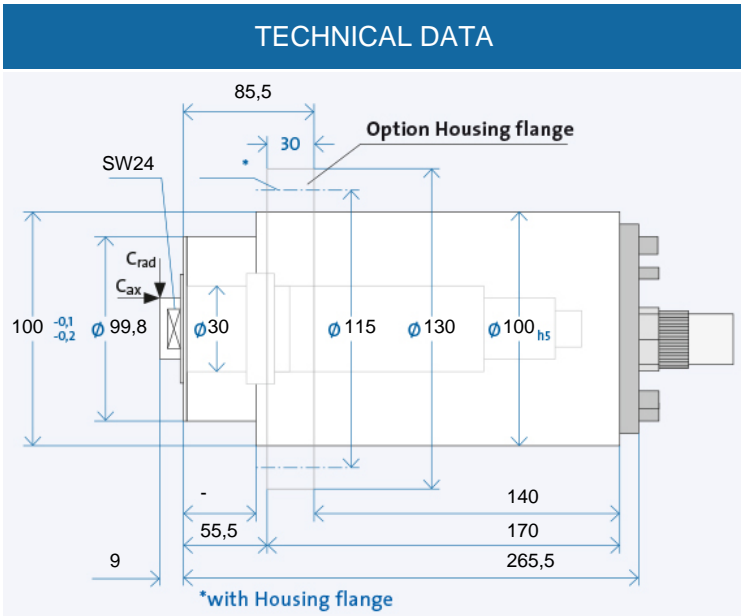 TECHNICAL DATA
85,5
30
Option Housing flange
SW24
*
Crad
Cax
100 -0,1 -0,2
ø 99,8
ø30
ø 115
ø 130
ø 100 h5
-
140
55,5
170
9
265,5
*with Housing flange